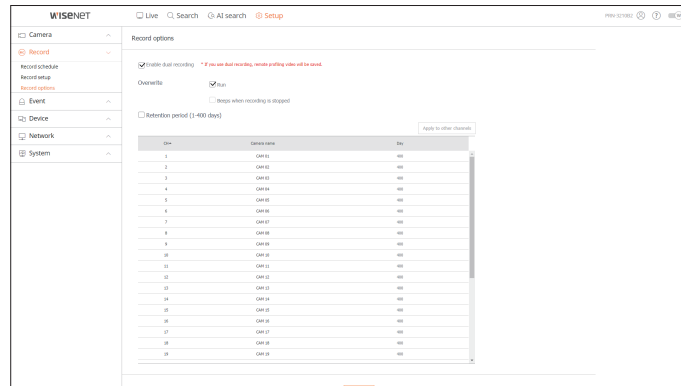 WISENET
Live Search AI search Setup
PRN-3210B2
Camera
Record
Record schedule
Record setup
Record options
Event
Device
Network
System
Record options
Enable dual recording * If you use dual recording, remote profiling video will be saved.
Overwrite Run
Beeps when recording is stopped
Retention period (1-400 days)
Apply to other channels
CH Camera name Day
1 CAM 01 400
2 CAM 02 400
3 CAM 03 400
4 CAM 04 400
5 CAM 05 400
6 CAM 06 400
7 CAM 07 400
8 CAM 08 400
9 CAM 09 400
10 CAM 10 400
11 CAM 11 400
12 CAM 12 400
13 CAM 13 400
14 CAM 14 400
15 CAM 15 400
16 CAM 16 400
17 CAM 17 400
18 CAM 18 400
19 CAM 19 400